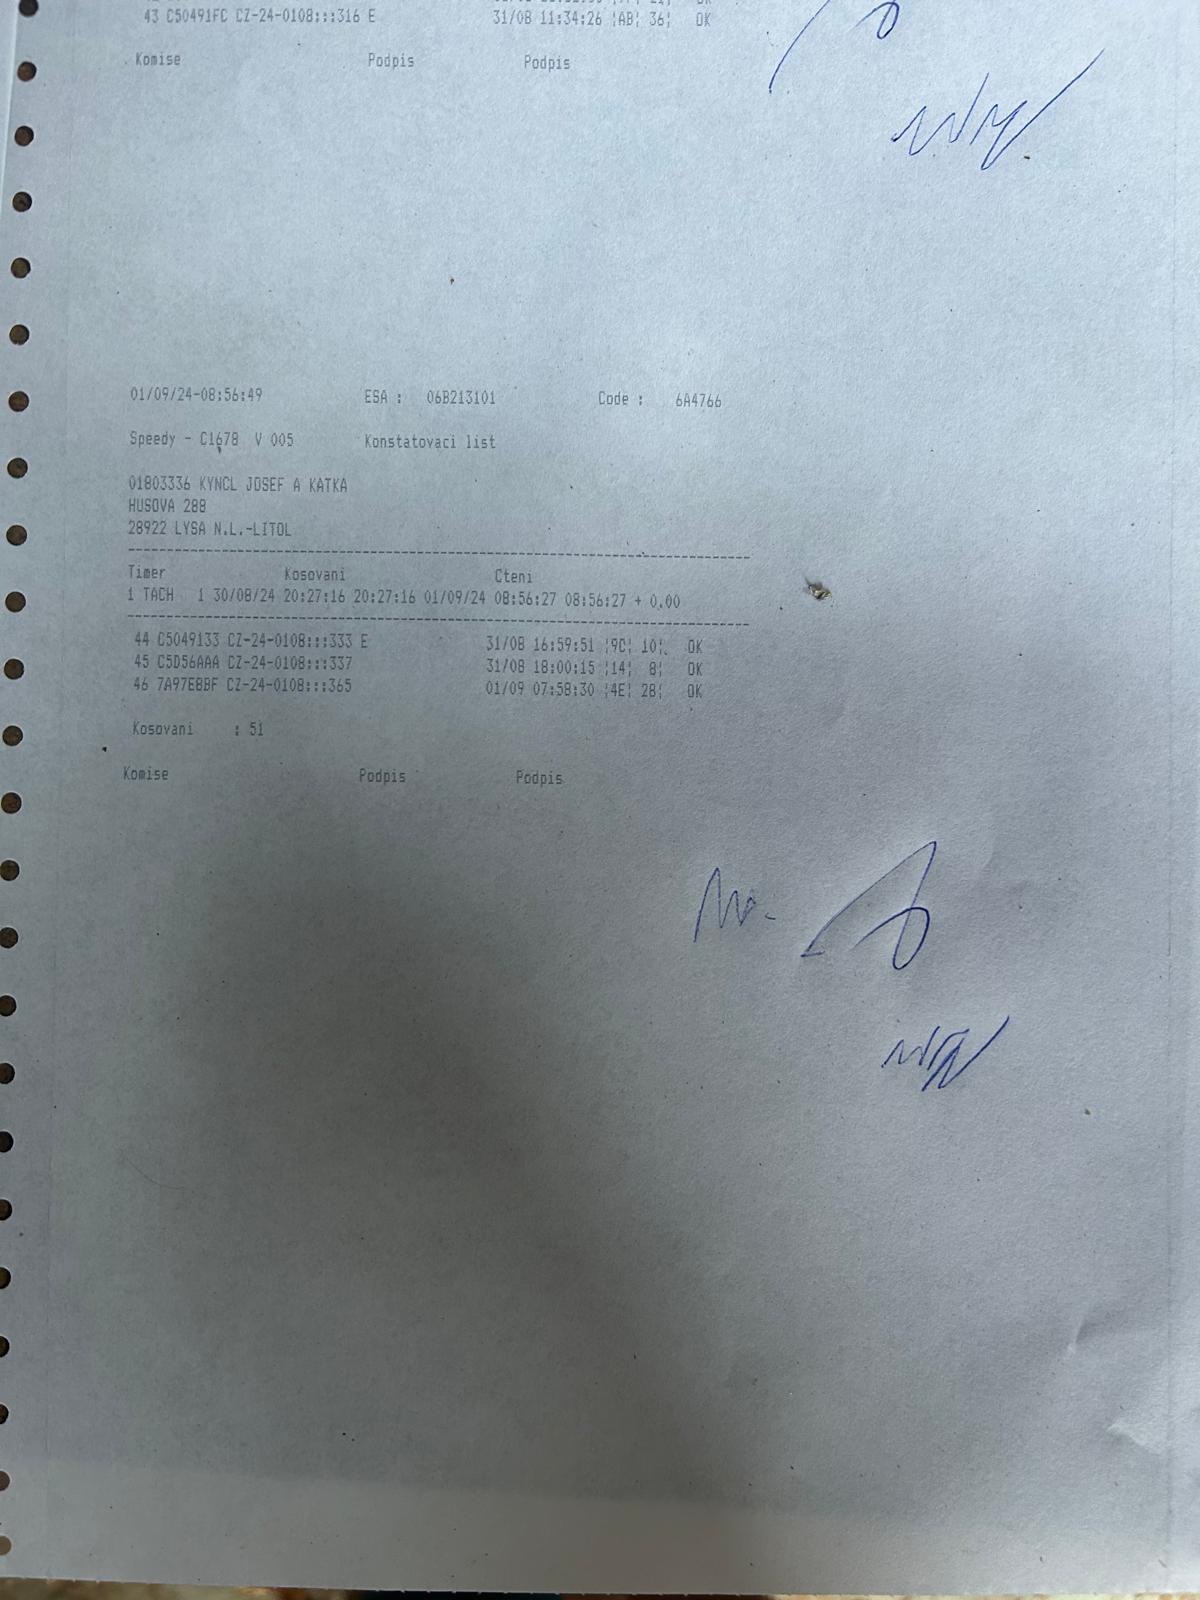 43 C50491FC CZ-24-0108:::316 E 31/08 11:34:26 ¦AB¦ 36¦ OK
Komise Podpis Podpis
01/09/24-08:56:49 ESA : 06B213101 Code : 6A4766
Speedy - C1678 V 005 Konstatovaci list
01803336 KYNCL JOSEF A KATKA
HUSOVA 288
28922 LYSA N.L.-LITOL
Timer Kosovani Cteni
1 TACH 1 30/08/24 20:27:16 20:27:16 01/09/24 08:56:27 08:56:27 + 0,00
44 C5049133 CZ-24-0108:::333 E 31/08 16:59:51 ¦9C¦ 10¦ OK
45 C5D56AAA CZ-24-0108:::337 31/08 18:00:15 ¦14¦ 8¦ OK
46 7A97EBBF CZ-24-0108:::365 01/09 07:58:30 ¦4E¦ 28¦ OK
Kosovani : 51
Komise Podpis Podpis